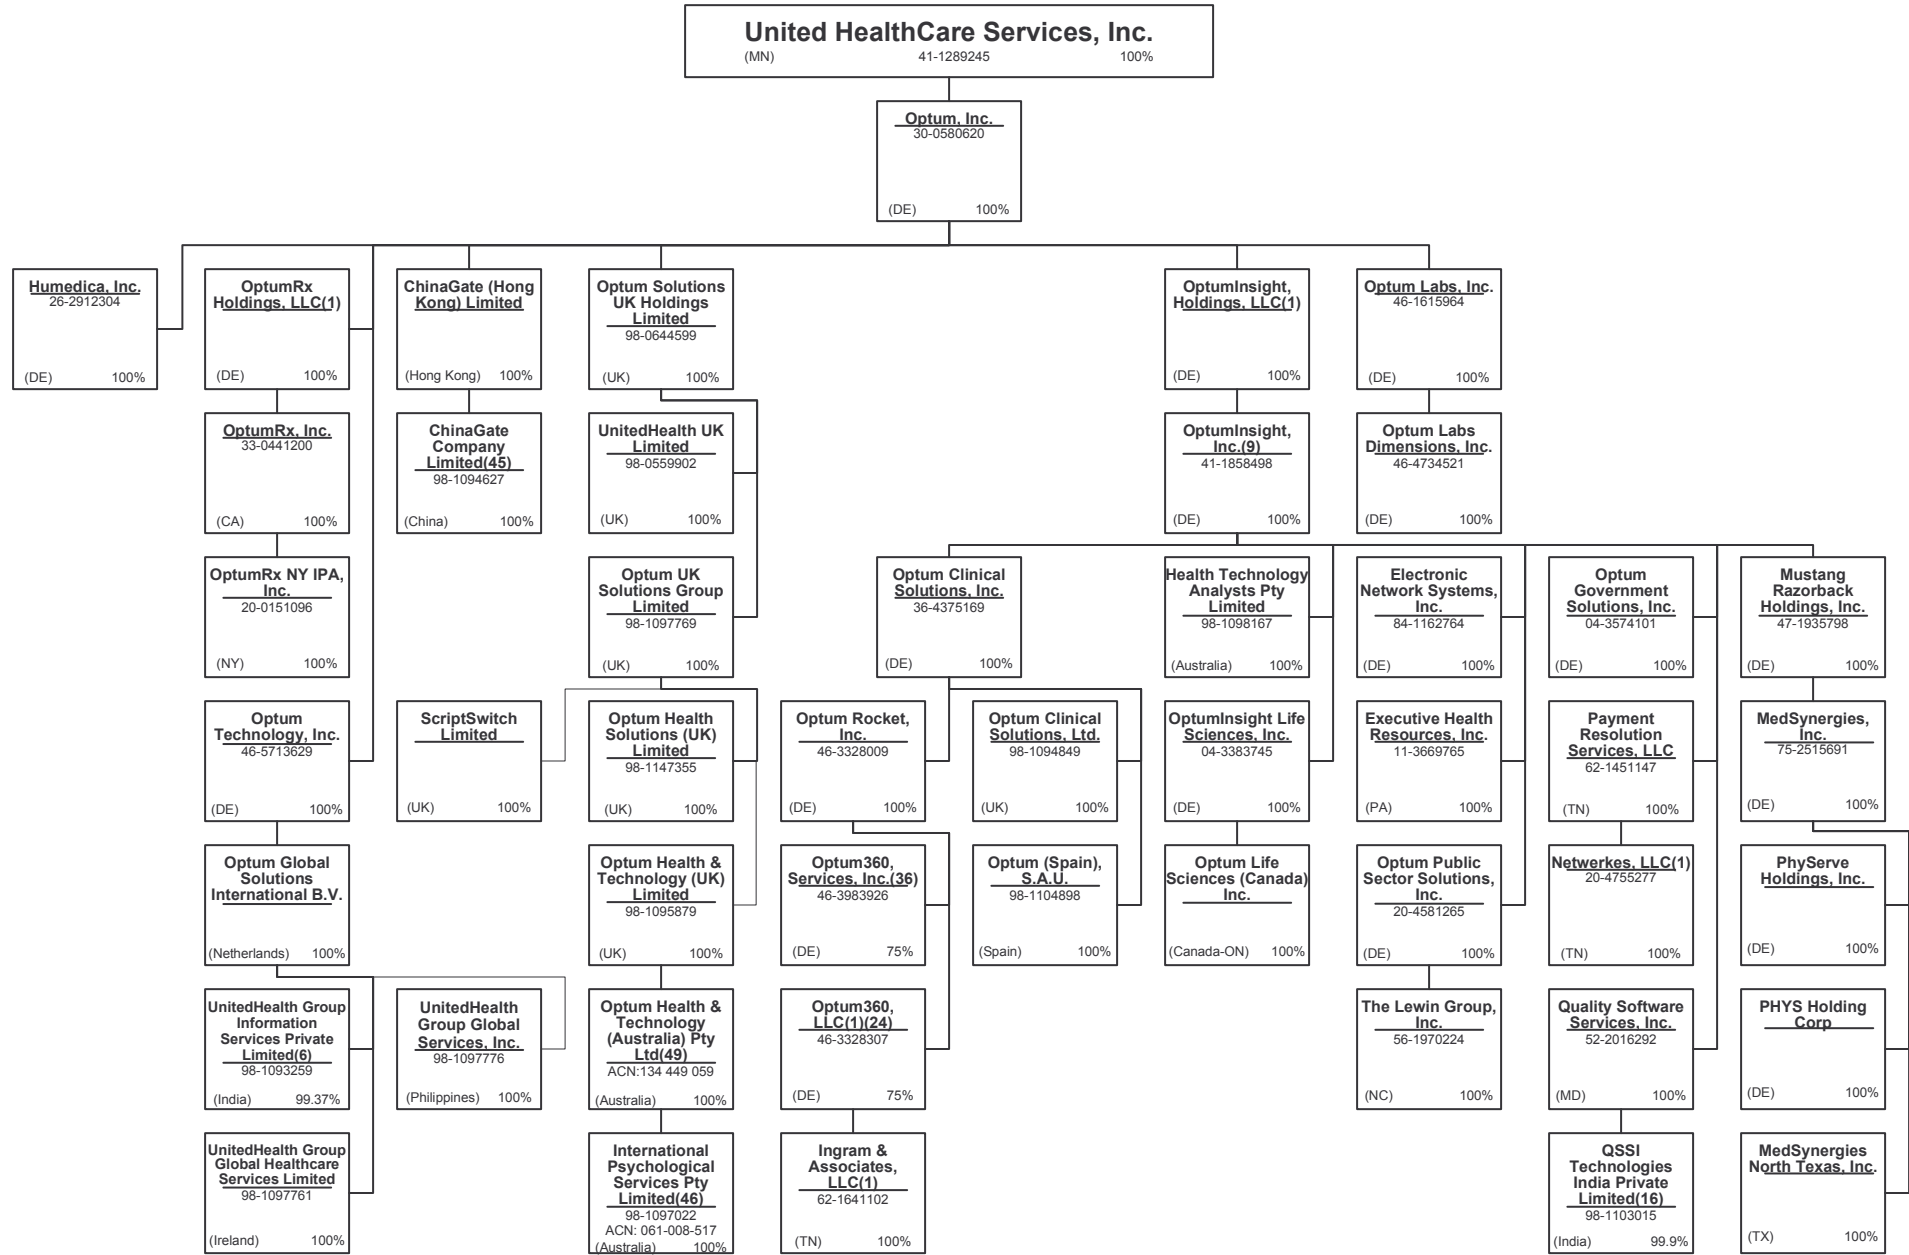 United HealthCare Services, Inc.
(MN) 41-1289245 100%
Optum, Inc.
30-0580620
(DE) 100%
Humedica, Inc.
26-2912304
(DE) 100%
OptumRx
Holdings, LLC(1)
(DE) 100%
ChinaGate (Hong
Kong) Limited
(Hong Kong) 100%
Optum Solutions
UK Holdings
Limited
98-0644599
(UK) 100%
OptumInsight,
Holdings, LLC(1)
(DE) 100%
Optum Labs, Inc.
46-1615964
(DE) 100%
OptumRx, Inc.
33-0441200
(CA) 100%
ChinaGate
Company
Limited(45)
98-1094627
(China) 100%
UnitedHealth UK
Limited
98-0559902
(UK) 100%
OptumInsight,
Inc.(9)
41-1858498
(DE) 100%
Optum Labs
Dimensions, Inc.
46-4734521
(DE) 100%
OptumRx NY IPA,
Inc.
20-0151096
(NY) 100%
Optum UK
Solutions Group
Limited
98-1097769
(UK) 100%
Optum Clinical
Solutions, Inc.
36-4375169
(DE) 100%
Health Technology
Analysts Pty
Limited
98-1098167
(Australia) 100%
Electronic
Network Systems,
Inc.
84-1162764
(DE) 100%
Optum
Government
Solutions, Inc.
04-3574101
(DE) 100%
Mustang
Razorback
Holdings, Inc.
47-1935798
(DE) 100%
Optum
Technology, Inc.
46-5713629
(DE) 100%
ScriptSwitch
Limited
(UK) 100%
Optum Health
Solutions (UK)
Limited
98-1147355
(UK) 100%
Optum Rocket,
Inc.
46-3328009
(DE) 100%
Optum Clinical
Solutions, Ltd.
98-1094849
(UK) 100%
OptumInsight Life
Sciences, Inc.
04-3383745
(DE) 100%
Executive Health
Resources, Inc.
11-3669765
(PA) 100%
Payment
Resolution
Services, LLC
62-1451147
(TN) 100%
MedSynergies,
Inc.
75-2515691
(DE) 100%
Optum Global
Solutions
International B.V.
(Netherlands) 100%
Optum Health &
Technology (UK)
Limited
98-1095879
(UK) 100%
Optum360,
Services, Inc.(36)
46-3983926
(DE) 75%
Optum (Spain),
S.A.U.
98-1104898
(Spain) 100%
Optum Life
Sciences (Canada)
Inc.
(Canada-ON) 100%
Optum Public
Sector Solutions,
Inc.
20-4581265
(DE) 100%
Netwerkes, LLC(1)
20-4755277
(TN) 100%
PhyServe
Holdings, Inc.
(DE) 100%
UnitedHealth Group
Information
Services Private
Limited(6)
98-1093259
(India) 99.37%
UnitedHealth
Group Global
Services, Inc.
98-1097776
(Philippines) 100%
Optum Health &
Technology
(Australia) Pty
Ltd(49)
ACN:134 449 059
(Australia) 100%
Optum360,
LLC(1)(24)
46-3328307
(DE) 75%
The Lewin Group,
Inc.
56-1970224
(NC) 100%
Quality Software
Services, Inc.
52-2016292
(MD) 100%
PHYS Holding
Corp
(DE) 100%
UnitedHealth Group
Global Healthcare
Services Limited
98-1097761
(Ireland) 100%
International
Psychological
Services Pty
Limited(46)
98-1097022
ACN: 061-008-517
(Australia) 100%
Ingram &
Associates,
LLC(1)
62-1641102
(TN) 100%
QSSI
Technologies
India Private
Limited(16)
98-1103015
(India) 99.9%
MedSynergies
North Texas, Inc.
(TX) 100%